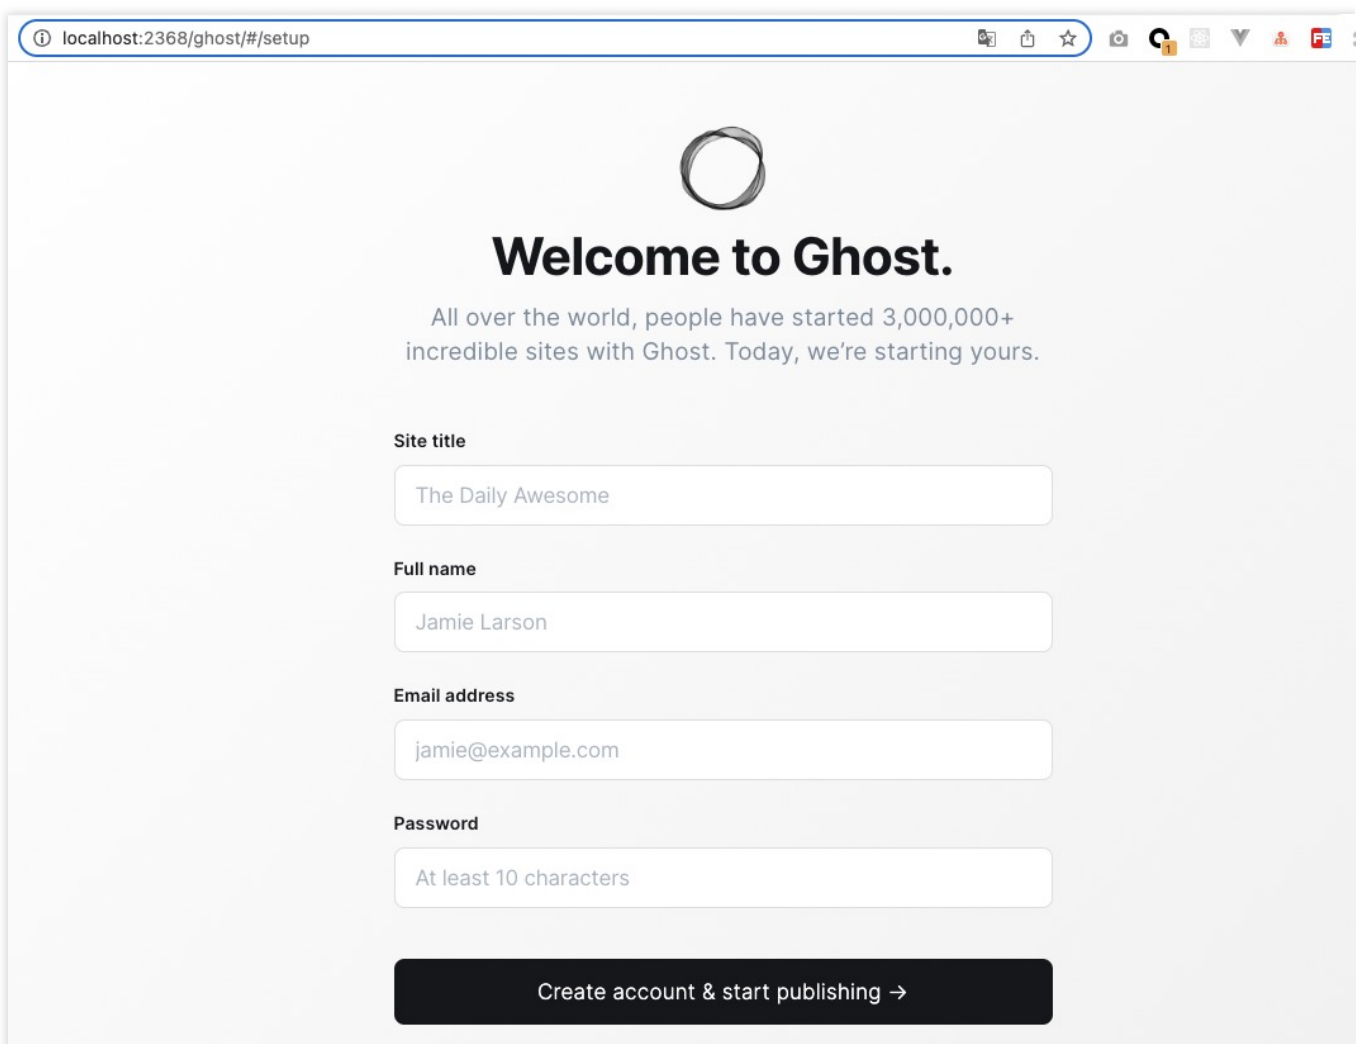 localhost:2368/ghost/#/setup
1
FE
Welcome to Ghost.
All over the world, people have started 3,000,000+
incredible sites with Ghost. Today, we’re starting yours.
Site title
The Daily Awesome
Full name
Jamie Larson
Email address
jamie@example.com
Password
At least 10 characters
Create account & start publishing →